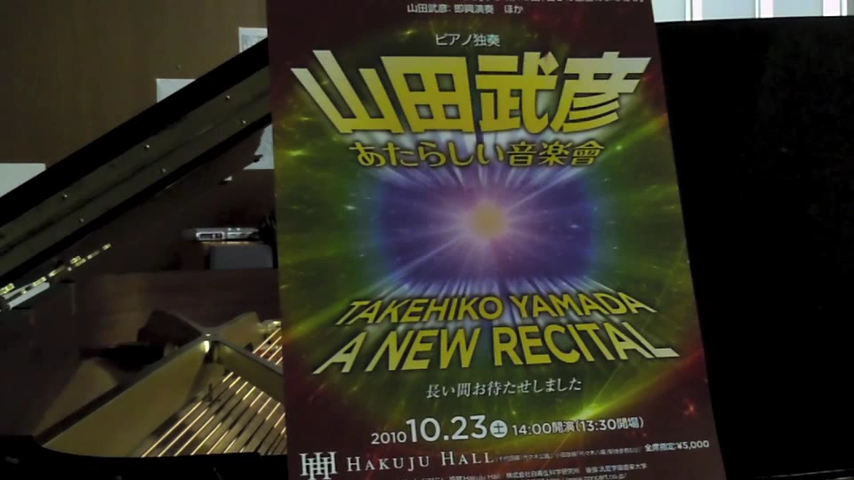 山田武彦: 即興演奏　ほか
ピアノ独奏
山田武彦
あたらしい音楽會
TAKEHIKO YAMADA
A NEW RECITAL
長い間お待たせしました
2010 10.23 土 14:00開演(13:30開場)
HAKUJU HALL 全席指定:¥5,000